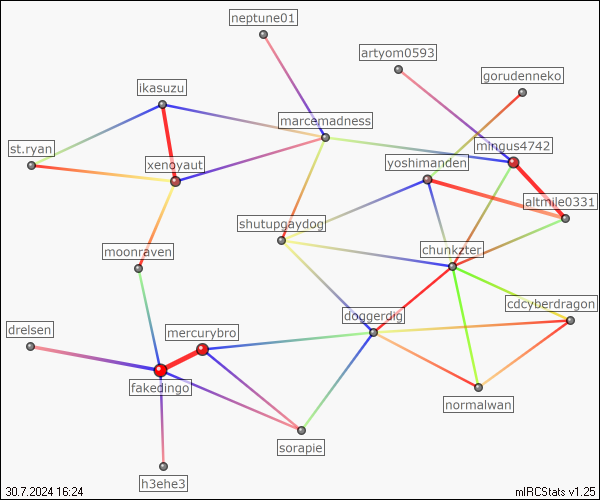 neptune01
artyom0593
gorudenneko
ikasuzu
marcemadness
st.ryan
xenoyaut
yoshimanden
mingus4742
altmile0331
shutupgaydog
moonraven
chunkzter
cdcyberdragon
doggerdig
drelsen
mercurybro
fakedingo
normalwan
sorapie
h3ehe3
30.7.2024 16:24
mIRCStats v1.25